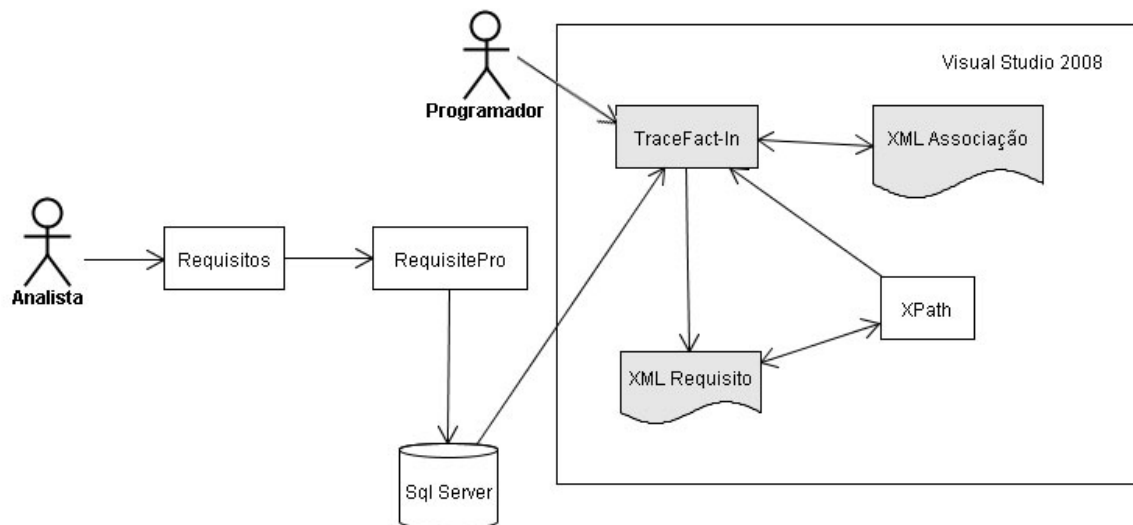 Visual Studio 2008
Programador
TraceFact-In
XML Associação
Analista
Requisitos
RequisitePro
XPath
XML Requisito
Sql Server